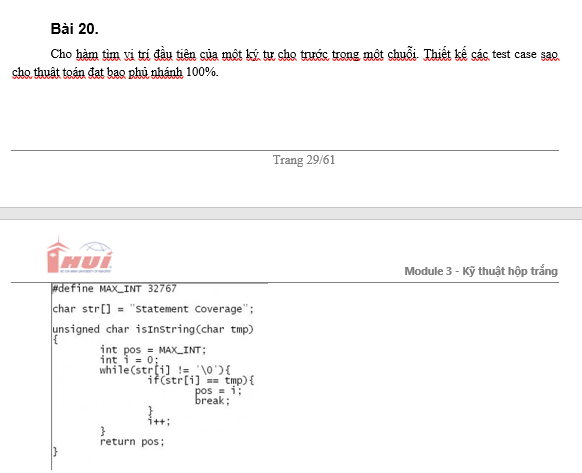 Bài 20.
Cho hàm tìm vị trí đầu tiên của một ký tự cho trước trong một chuỗi. Thiết kế các test case sao
cho thuật toán đạt bao phủ nhánh 100%.
Trang 29/61
IHUI
Module 3 - Kỹ thuật hộp trắng
#define MAX_INT 32767
char str[] = "Statement Coverage";
unsigned char isInString(char tmp)
{
int pos = MAX_INT;
int i = 0;
while(str[i] != '\0'){
if(str[i] == tmp){
pos = i;
break;
}
i++;
}
return pos;
}